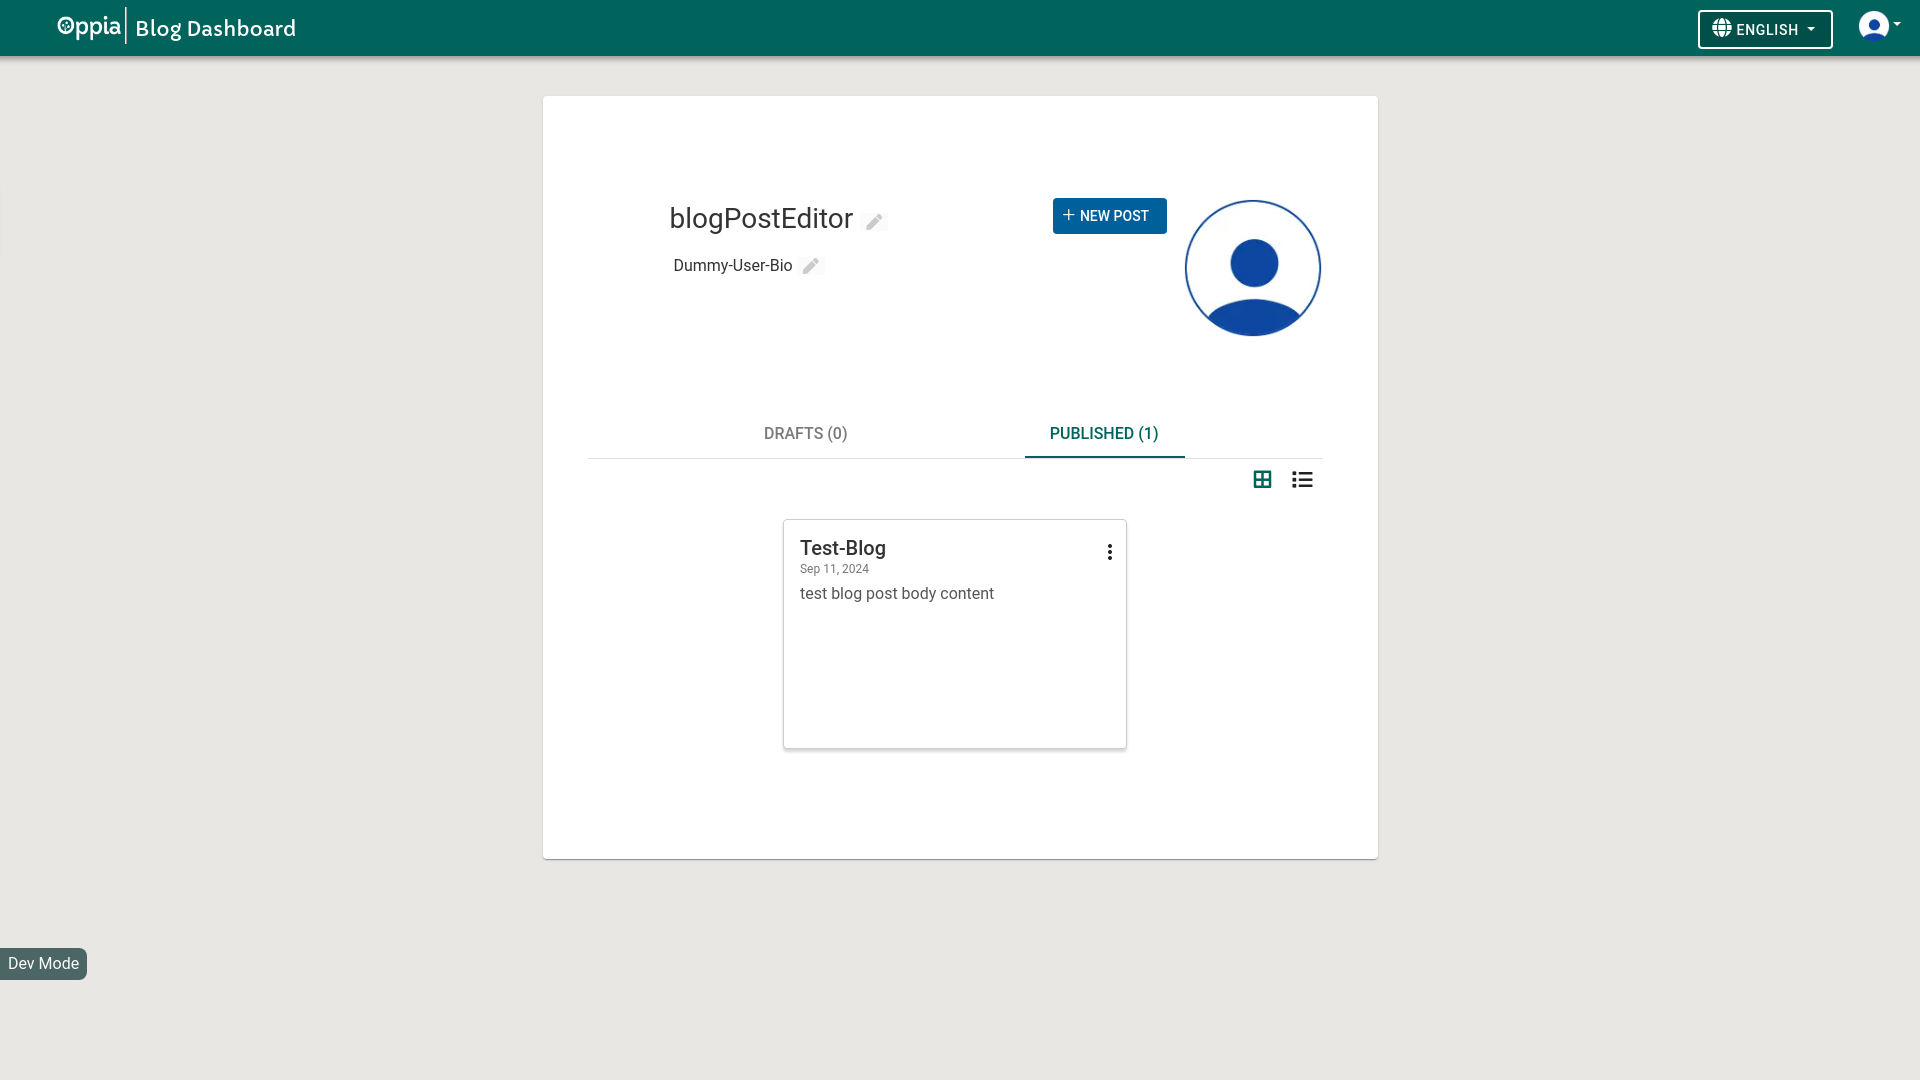 Oppia
Blog Dashboard
ENGLISH
blogPostEditor
NEW POST
Dummy-User-Bio
DRAFTS (0)
PUBLISHED (1)
Test-Blog
Sep 11, 2024
test blog post body content
Dev Mode